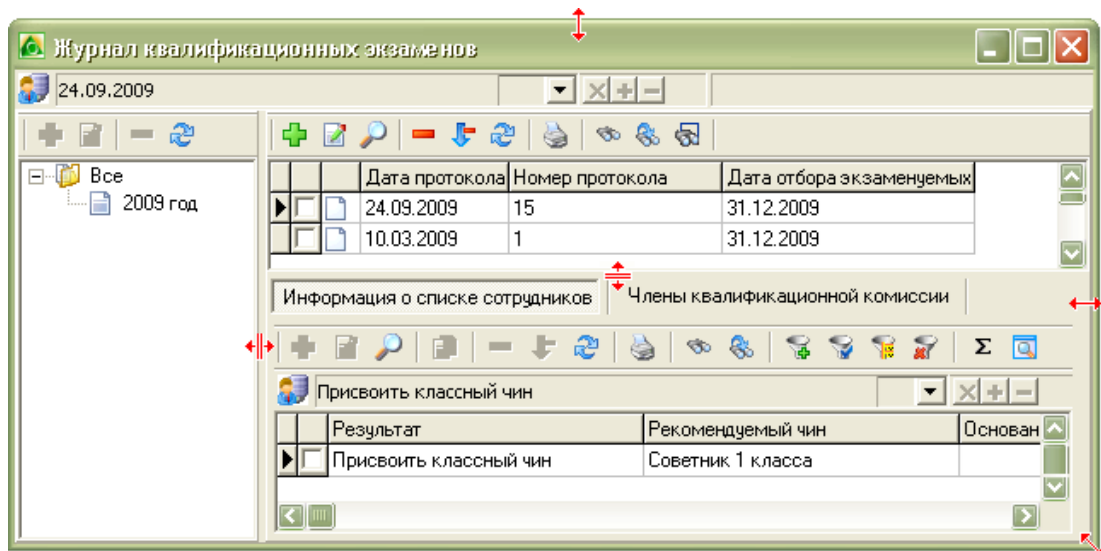 Журнал квалификационных экзаменов
24.09.2009
Все
2009 год
Дата протокола Номер протокола Дата отбора экзаменуемых
24.09.2009 15 31.12.2009
10.03.2009 1 31.12.2009
Информация о списке сотрудников Члены квалификационной комиссии
Σ
Присвоить классный чин
Результат Рекомендуемый чин Основан
Присвоить классный чин Советник 1 класса